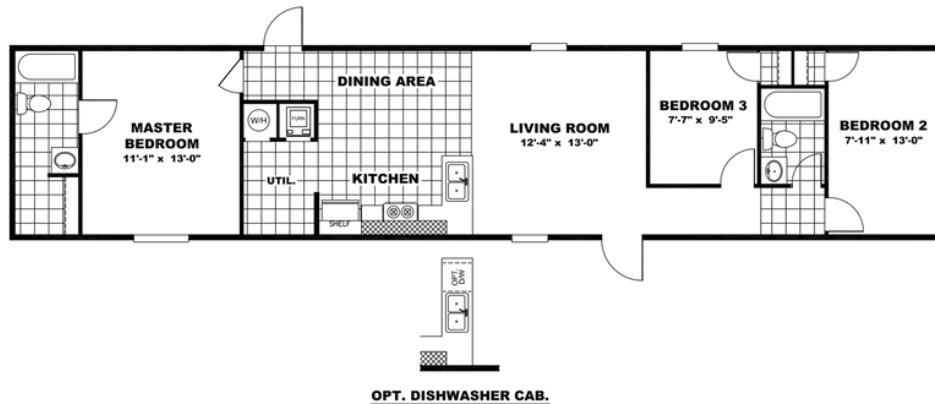 DINING AREA
MASTER
BEDROOM
11'-1" x 13'-0"
W/H
FURN
UTIL.
KITCHEN
SHELF
LIVING ROOM
12'-4" x 13'-0"
BEDROOM 3
7'-7" x 9'-5"
BEDROOM 2
7'-11" x 13'-0"
OPT.
D/W
OPT. DISHWASHER CAB.